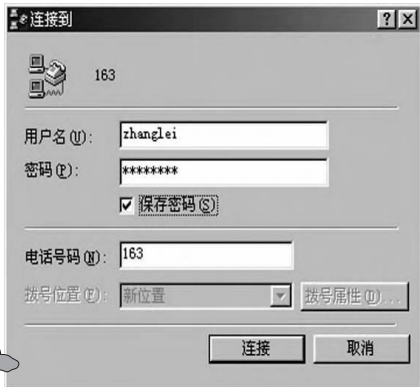 连接到
163
用户名(U): zhanglei
密码(P): ********
保存密码(S)
电话号码(N): 163
拨号位置(F): 新位置 拨号属性(D)...
连接 取消